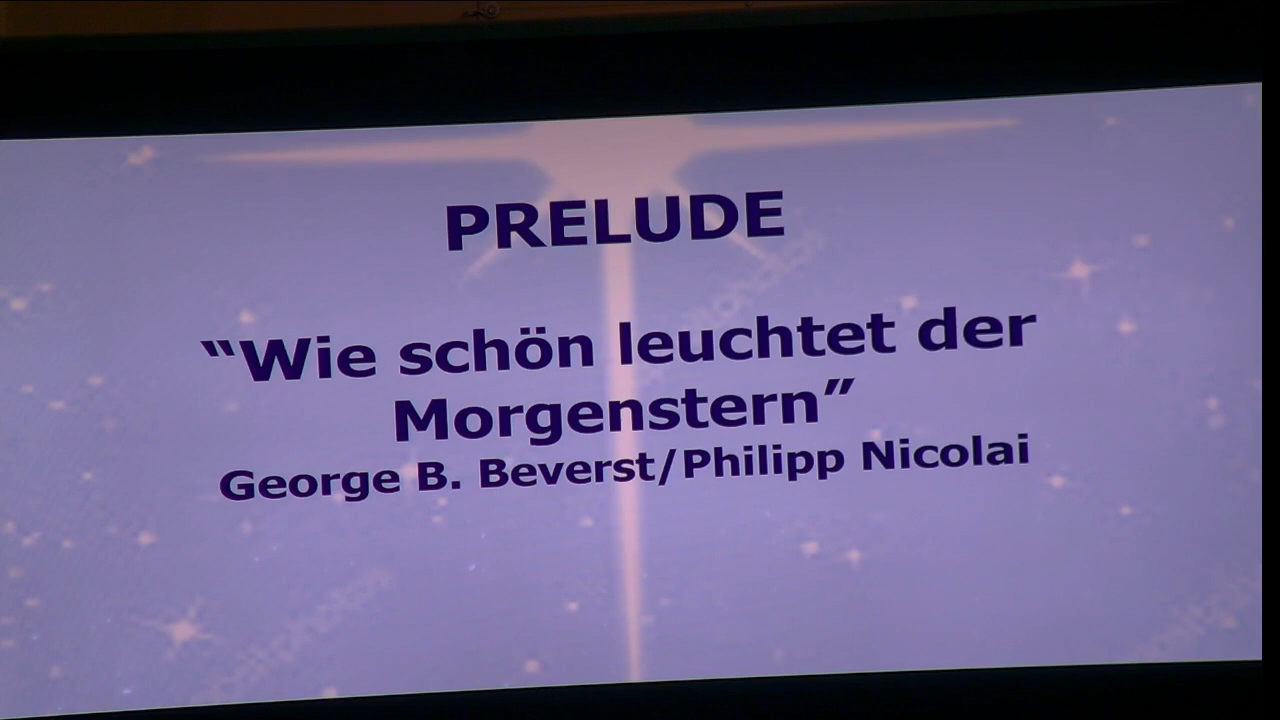 PRELUDE
“Wie schön leuchtet der
Morgenstern”
George B. Beverst/Philipp Nicolai